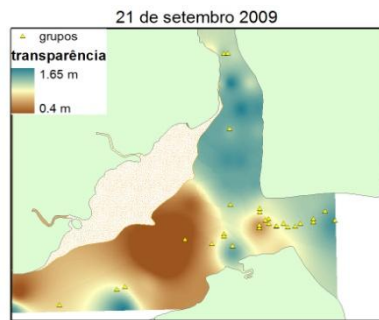 21 de setembro 2009
grupos
transparência
1.65 m
0.4 m